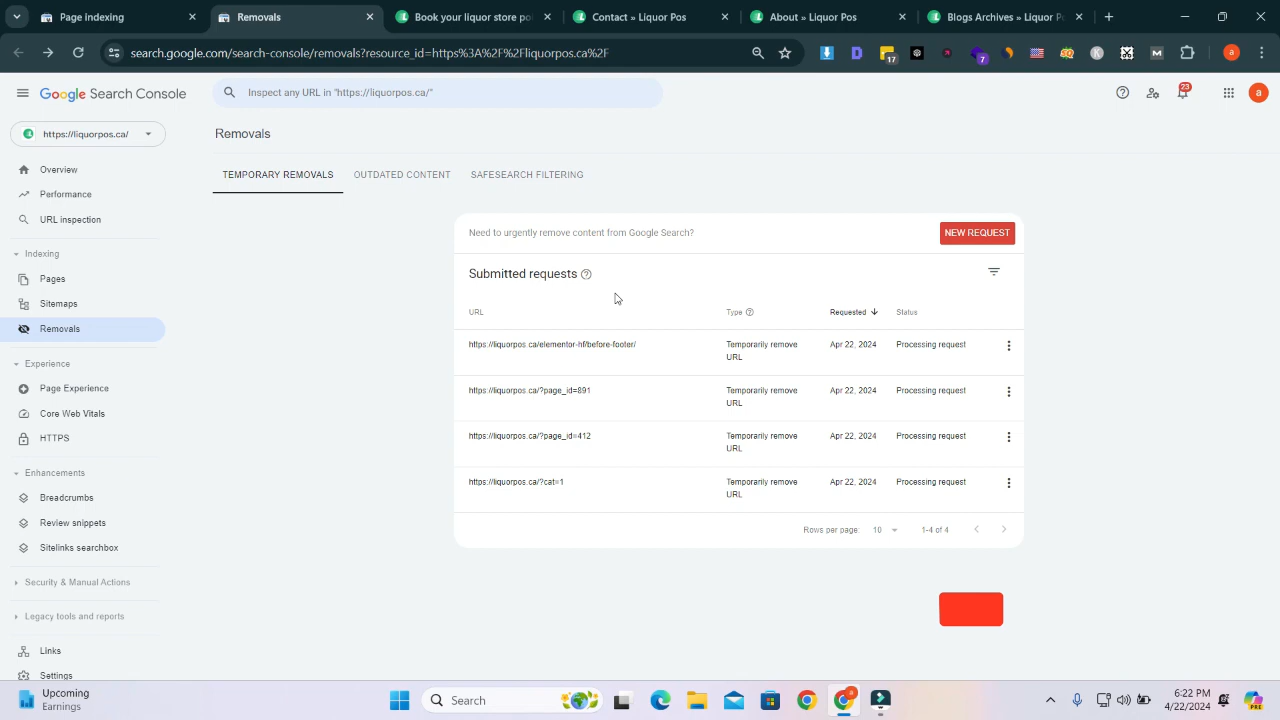 Page indexing
Removals
Book your liquor store po
Contact » Liquor Pos
About » Liquor Pos
Blogs Archives » Liquor P
search.google.com/search-console/removals?resource_id=https%3A%2F%2Fliquorpos.ca%2F
17
7
a
Google Search Console
Inspect any URL in "https://liquorpos.ca/"
23
a
https://liquorpos.ca/
Removals
Overview
Performance
URL inspection
Indexing
Pages
Sitemaps
Removals
Experience
Page Experience
Core Web Vitals
HTTPS
Enhancements
Breadcrumbs
Review snippets
Sitelinks searchbox
Security & Manual Actions
Legacy tools and reports
Links
Settings
TEMPORARY REMOVALS
OUTDATED CONTENT
SAFESEARCH FILTERING
Need to urgently remove content from Google Search?
NEW REQUEST
Submitted requests
URL
Type
Requested
Status
https://liquorpos.ca/elementor-hf/before-footer/
Temporarily remove
URL
Apr 22, 2024
Processing request
https://liquorpos.ca/?page_id=891
Temporarily remove
URL
Apr 22, 2024
Processing request
https://liquorpos.ca/?page_id=412
Temporarily remove
URL
Apr 22, 2024
Processing request
https://liquorpos.ca/?cat=1
Temporarily remove
URL
Apr 22, 2024
Processing request
Rows per page:
10
1-4 of 4
Upcoming
Earnings
Search
6:22 PM
4/22/2024